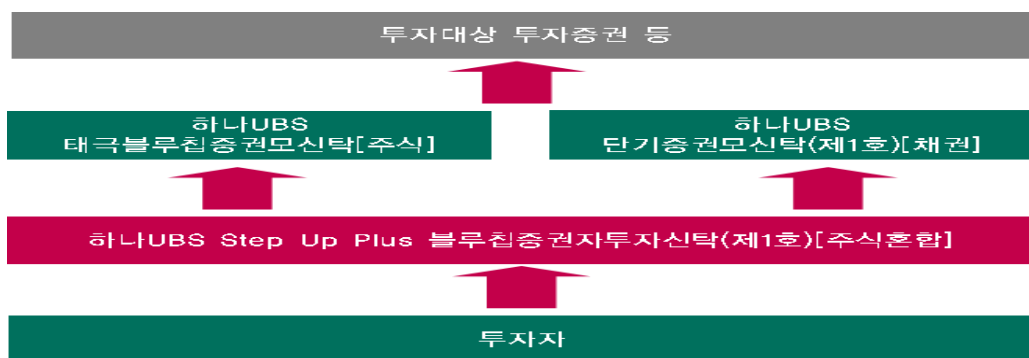 투자대상 투자증권 등
하나UBS
태극블루칩증권모신탁[주식]
하나UBS
단기증권모신탁(제1호)[채권]
하나UBS Step Up Plus 블루칩증권자투자신탁(제1호)[주식혼합]
투자자